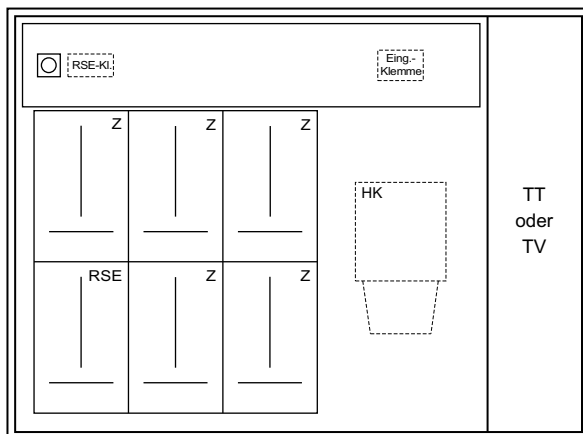 RSE-Kl.
Eing.-
Klemme
Z
Z
Z
HK
TT
oder
TV
RSE
Z
Z